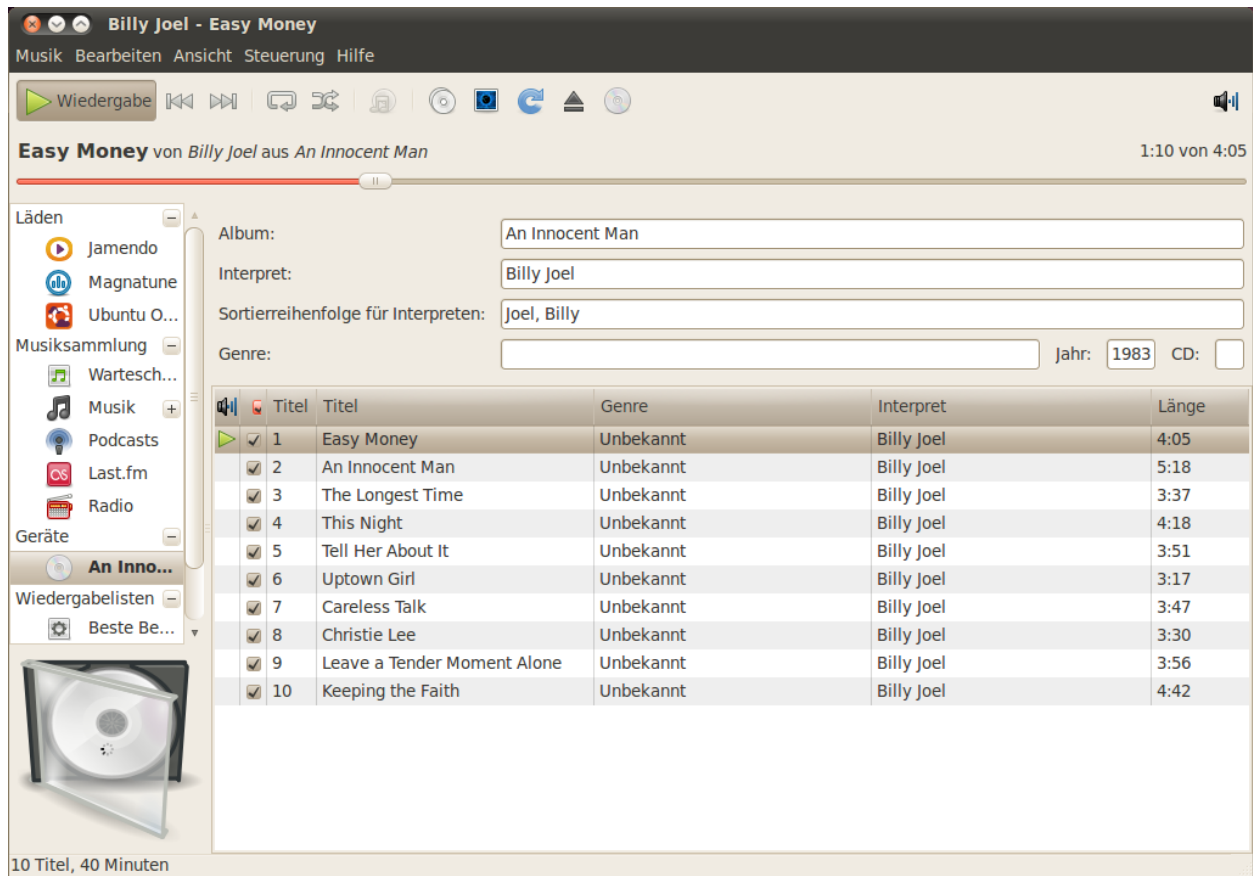 Billy Joel - Easy Money
Musik Bearbeiten Ansicht Steuerung Hilfe
Wiedergabe
Easy Money von Billy Joel aus An Innocent Man 1:10 von 4:05
Läden
Jamendo
Magnatune
Ubuntu O...
Musiksammlung
Wartesch...
Musik
Podcasts
Last.fm
Radio
Geräte
An Inno...
Wiedergabelisten
Beste Be...
Album: An Innocent Man
Interpret: Billy Joel
Sortierreihenfolge für Interpreten: Joel, Billy
Genre: Jahr: 1983 CD:
Titel Titel Genre Interpret Länge
1 Easy Money Unbekannt Billy Joel 4:05
2 An Innocent Man Unbekannt Billy Joel 5:18
3 The Longest Time Unbekannt Billy Joel 3:37
4 This Night Unbekannt Billy Joel 4:18
5 Tell Her About It Unbekannt Billy Joel 3:51
6 Uptown Girl Unbekannt Billy Joel 3:17
7 Careless Talk Unbekannt Billy Joel 3:47
8 Christie Lee Unbekannt Billy Joel 3:30
9 Leave a Tender Moment Alone Unbekannt Billy Joel 3:56
10 Keeping the Faith Unbekannt Billy Joel 4:42
10 Titel, 40 Minuten